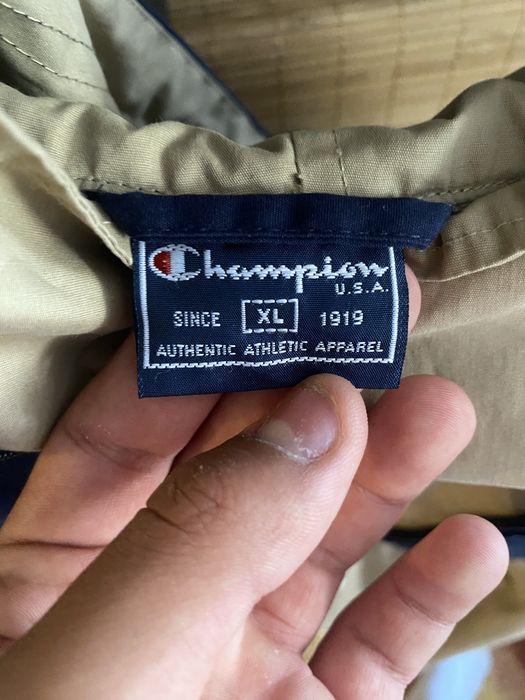 Champion
U.S.A.
SINCE XL 1919
AUTHENTIC ATHLETIC APPAREL